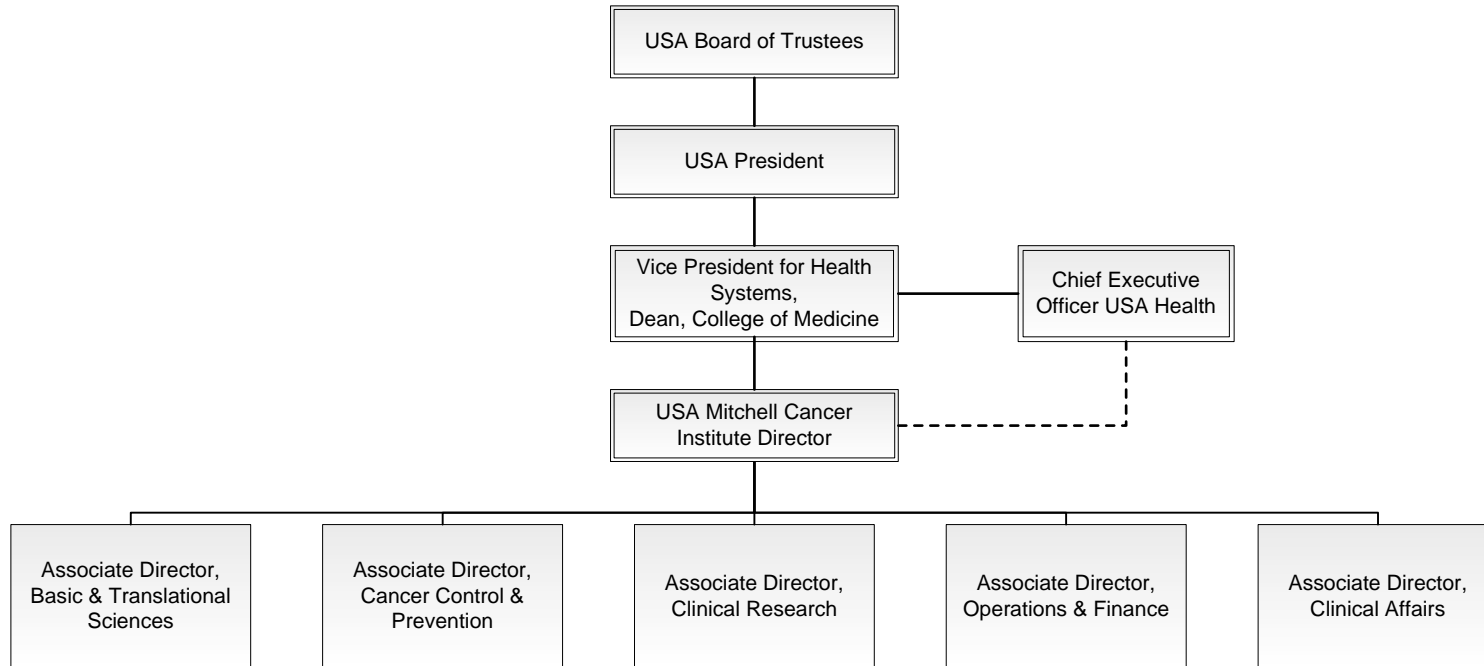 USA Board of Trustees
USA President
Vice President for Health
Systems,
Dean, College of Medicine
Chief Executive
Officer USA Health
USA Mitchell Cancer
Institute Director
Associate Director,
Basic & Translational
Sciences
Associate Director,
Cancer Control &
Prevention
Associate Director,
Clinical Research
Associate Director,
Operations & Finance
Associate Director,
Clinical Affairs